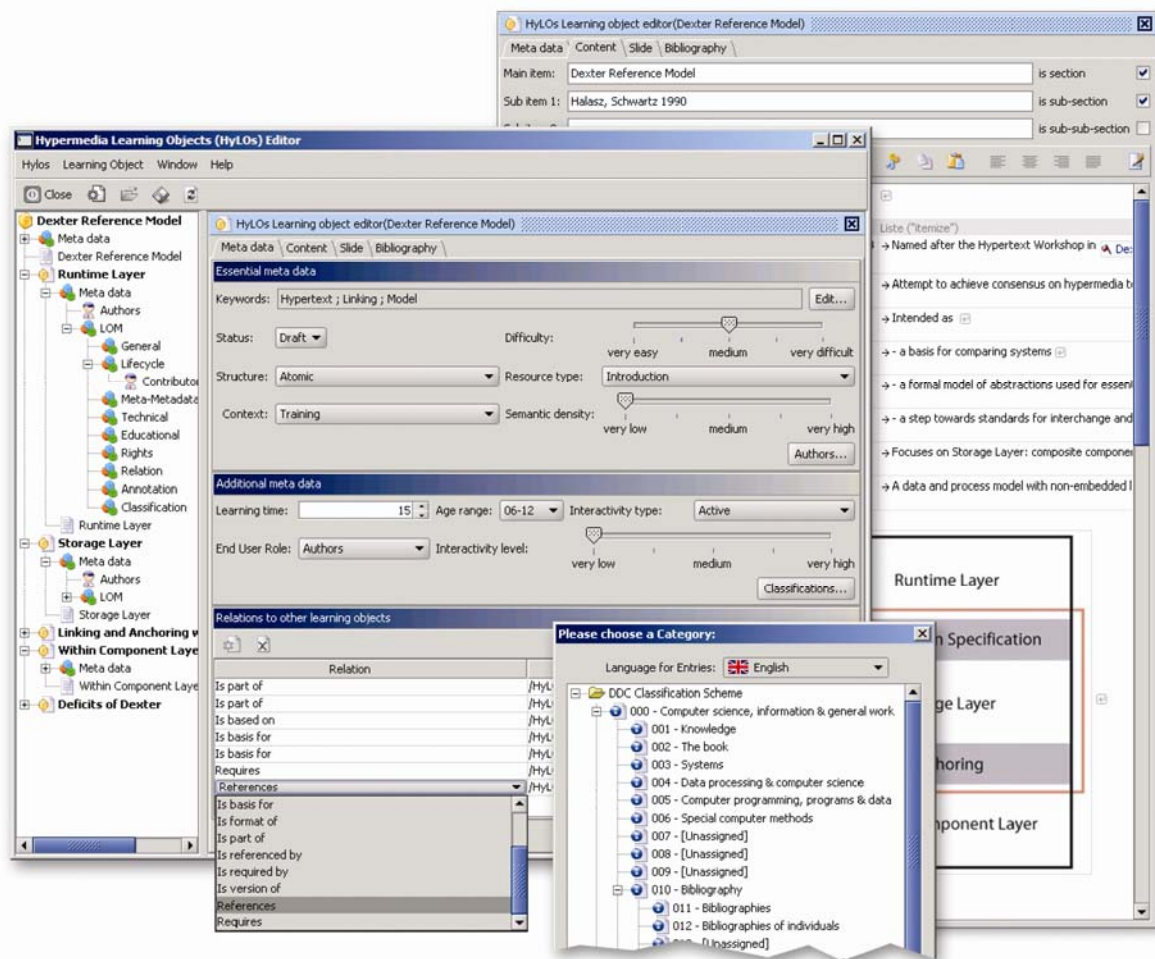 HyLOs Learning object editor(Dexter Reference Model)
Meta data Content Slide Bibliography
Main item: Dexter Reference Model is section
Sub item 1: Halasz, Schwartz 1990 is sub-section
is sub-sub-section
Liste ("itemize")
Named after the Hypertext Workshop in
Attempt to achieve consensus on hypermedia
Intended as
- a basis for comparing systems
- a formal model of abstractions used for
- a step towards standards for interchange and
Focuses on Storage Layer: composite
A data and process model with non-embedded
Runtime Layer
Specification
Layer
Layer
Hypermedia Learning Objects (HyLOs) Editor
Hylos Learning Object Window Help
Close
Dexter Reference Model
Meta data
Dexter Reference Model
Runtime Layer
Meta data
Authors
LOM
General
Lifecycle
Contributor
Meta-Metadata
Technical
Educational
Rights
Relation
Annotation
Classification
Runtime Layer
Storage Layer
Meta data
Authors
LOM
Storage Layer
Linking and Anchoring w
Within Component Laye
Meta data
Within Component Laye
Deficits of Dexter
HyLOs Learning object editor(Dexter Reference Model)
Meta data Content Slide Bibliography
Essential meta data
Keywords: Hypertext ; Linking ; Model Edit...
Status: Draft Difficulty:
very easy medium very difficult
Structure: Atomic Resource type: Introduction
Context: Training Semantic density:
very low medium very high
Authors...
Additional meta data
Learning time: 15 Age range: 06-12 Interactivity type: Active
End User Role: Authors Interactivity level:
very low medium very high
Classifications...
Relations to other learning objects
Relation
Is part of /HyL
Is part of /HyL
Is based on /HyL
Is basis for /HyL
Is basis for /HyL
Requires /HyL
References /HyL
Is basis for
Is format of
Is part of
Is referenced by
Is required by
Is version of
References
Requires
Please choose a Category:
Language for Entries: English
DDC Classification Scheme
000 - Computer science, information & general work
001 - Knowledge
002 - The book
003 - Systems
004 - Data processing & computer science
005 - Computer programming, programs & data
006 - Special computer methods
007 - [Unassigned]
008 - [Unassigned]
009 - [Unassigned]
010 - Bibliography
011 - Bibliographies
012 - Bibliographies of individuals
[Unassigned]